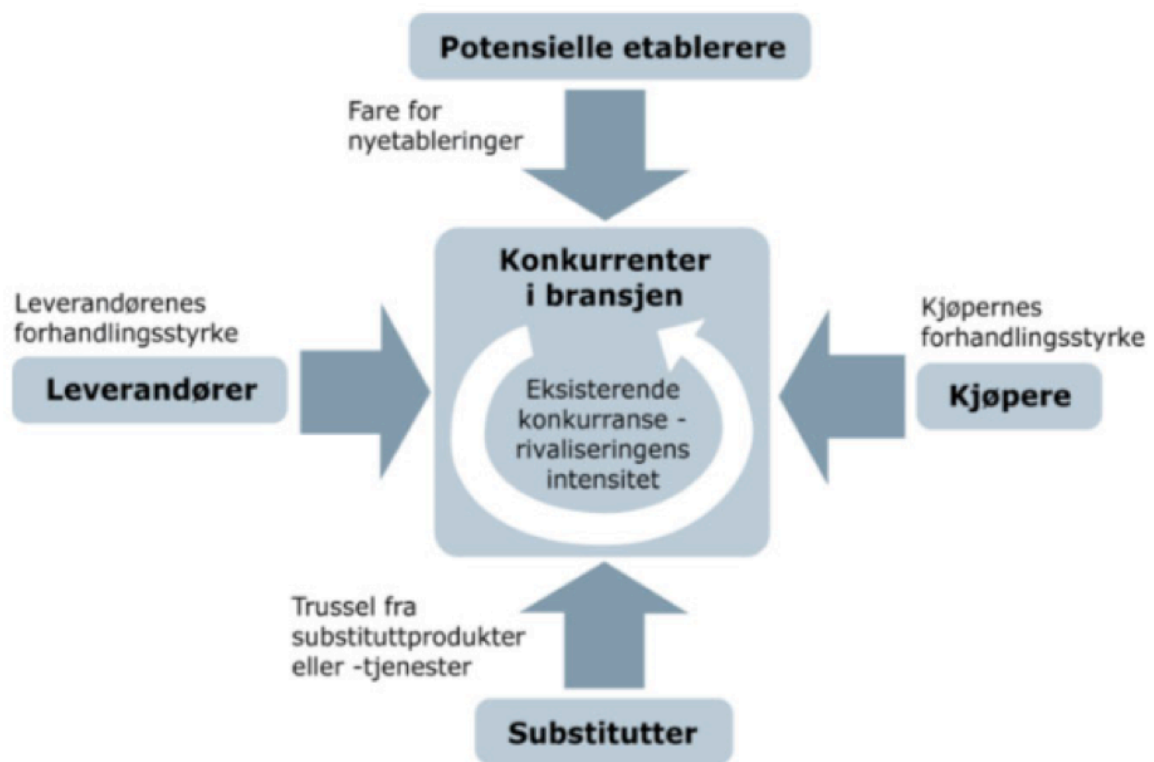 Potensielle etablerere
Fare for
nyetableringer
Konkurrenter
i bransjen
Leverandørenes
forhandlingsstyrke
Leverandører
Eksisterende
konkurranse -
rivaliseringens
intensitet
Kjøpernes
forhandlingsstyrke
Kjøpere
Trussel fra
substituttprodukter
eller -tjenester
Substitutter